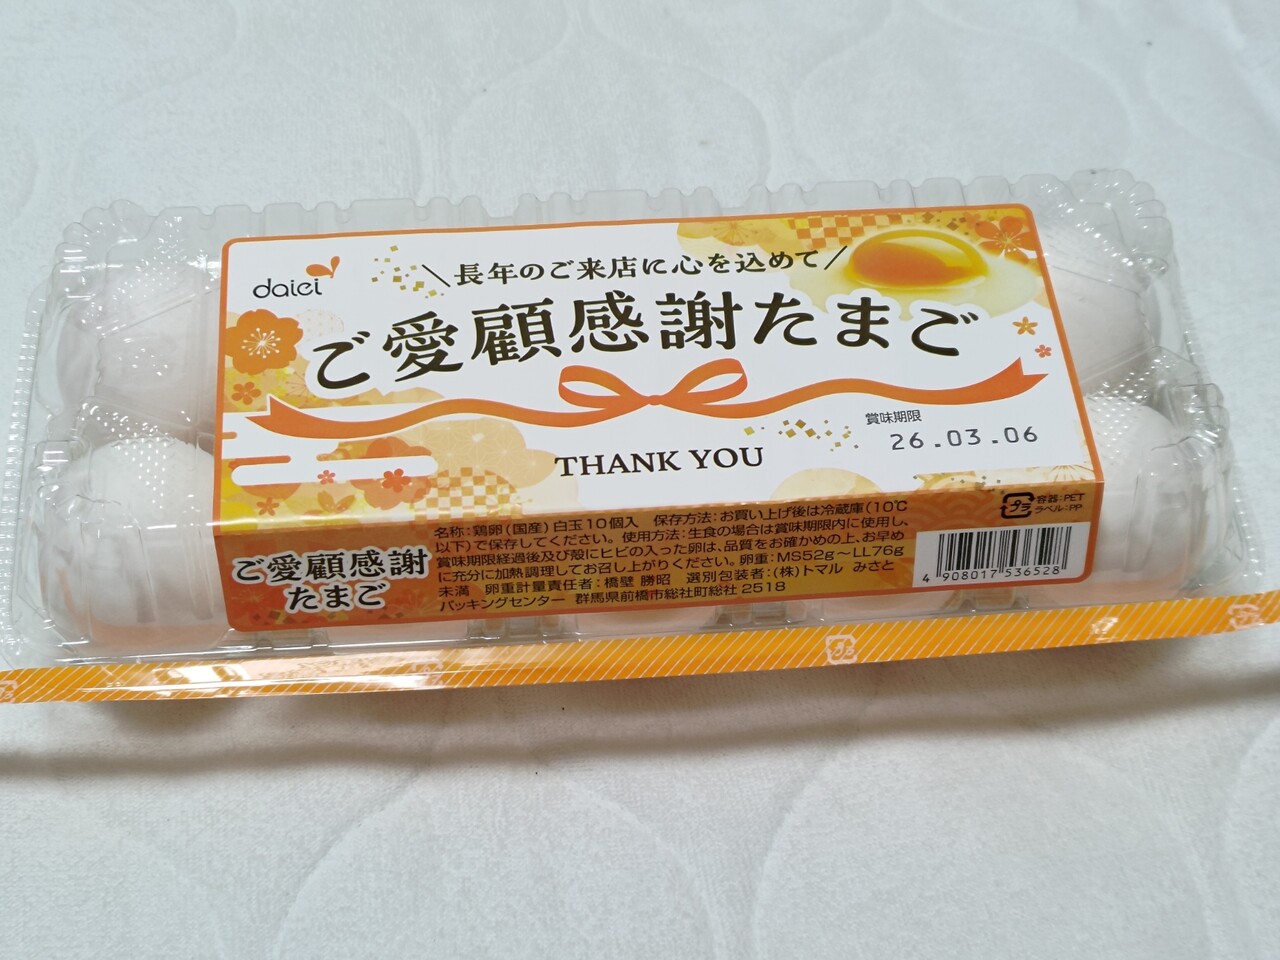 daiei
長年のご来店に心を込めて
ご愛顧感謝たまご
THANK YOU
賞味期限
26.03.06
ご愛顧感謝
たまご
名称:鶏卵(国産)白玉10個入 保存方法:お買い上げ後は冷蔵庫(10℃
以下)で保存してください。使用方法:生食の場合は賞味期限内に使用し、
賞味期限経過後及び殻にヒビの入った卵は、品質をお確かめの上、お早め
に充分に加熱調理してお召し上がりください。卵重:MS52g～LL76g
未満 卵重計量責任者:橋壁 勝昭 選別包装者:(株)トマル みさと
パッキングセンター 群馬県前橋市総社町総社2518
プラ
容器:PET
ラベル:PP
4 908017 536528
プラ